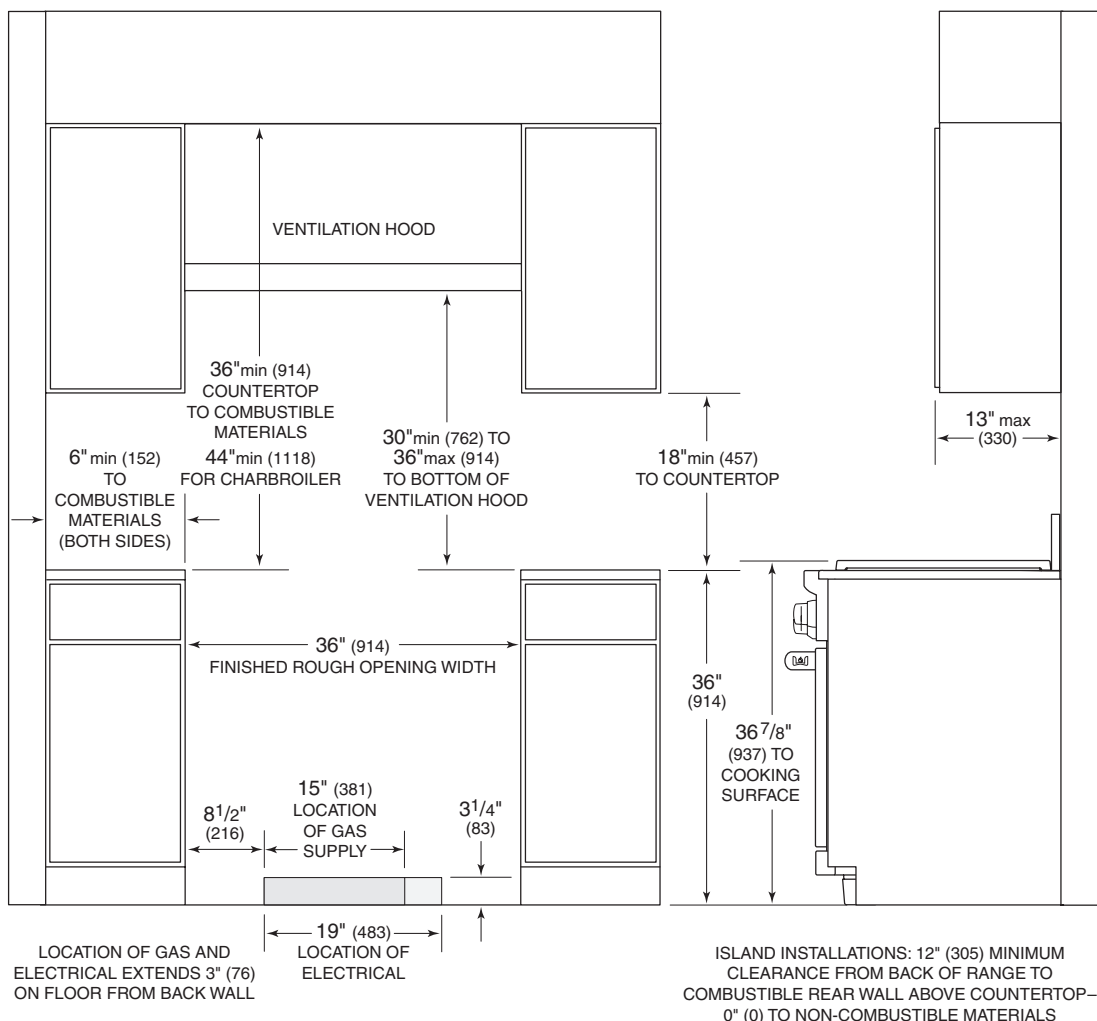 VENTILATION HOOD
36" min (914)
COUNTERTOP
TO COMBUSTIBLE
MATERIALS
44" min (1118)
FOR CHARBROILER
6" min (152)
TO
COMBUSTIBLE
MATERIALS
(BOTH SIDES)
30" min (762) TO
36" max (914)
TO BOTTOM OF
VENTILATION HOOD
18" min (457)
TO COUNTERTOP
13" max
(330)
36" (914)
FINISHED ROUGH OPENING WIDTH
36"
(914)
36 7/8"
(937) TO
COOKING
SURFACE
8 1/2"
(216)
15" (381)
LOCATION
OF GAS
SUPPLY
3 1/4"
(83)
19" (483)
LOCATION OF
ELECTRICAL
LOCATION OF GAS AND
ELECTRICAL EXTENDS 3" (76)
ON FLOOR FROM BACK WALL
ISLAND INSTALLATIONS: 12" (305) MINIMUM
CLEARANCE FROM BACK OF RANGE TO
COMBUSTIBLE REAR WALL ABOVE COUNTERTOP–
0" (0) TO NON-COMBUSTIBLE MATERIALS